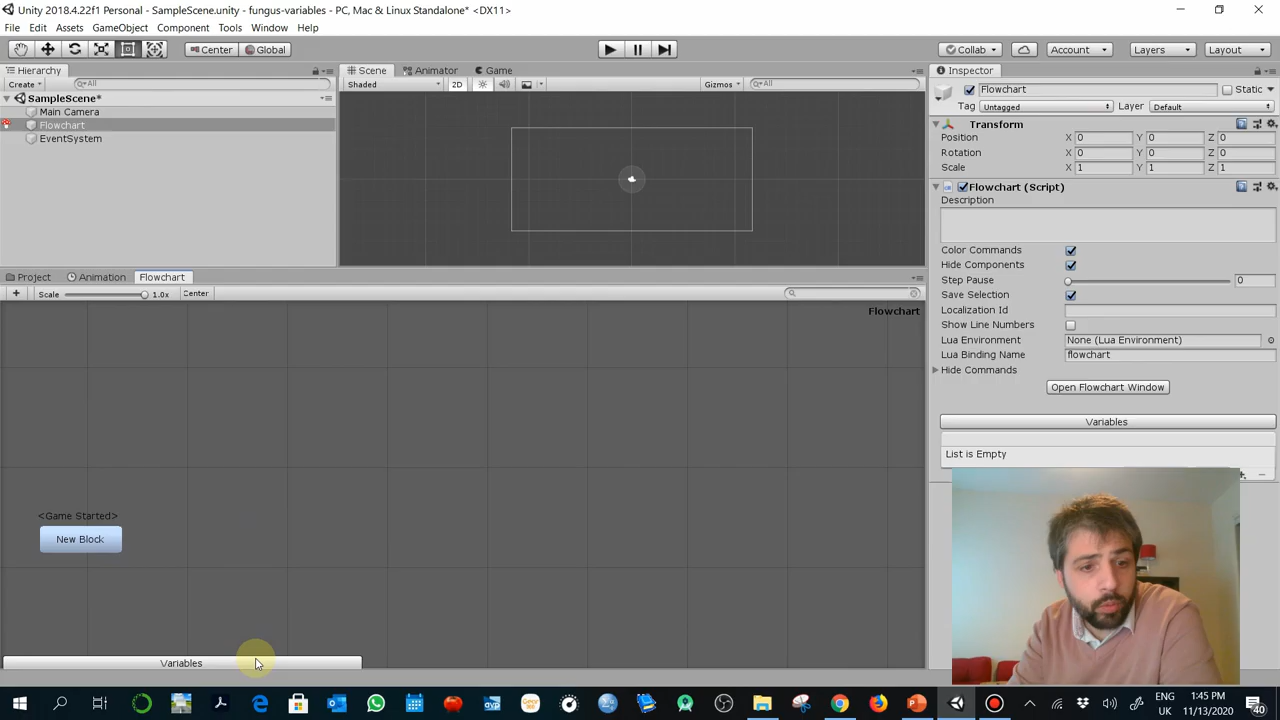 Unity 2018.4.22f1 Personal - SampleScene.unity - fungus-variables - PC, Mac & Linux Standalone* <DX11>
File Edit Assets GameObject Component Tools Window Help
Center Global Collab Account Layers Layout
Hierarchy
Create All
SampleScene*
Main Camera
Flowchart
EventSystem
Scene Animator Game
Shaded 2D Gizmos All
Project Animation Flowchart
Scale 1.0x Center
Flowchart
<Game Started>
New Block
Variables
Inspector
Flowchart Static
Tag Untagged Layer Default
Transform
Position X 0 Y 0 Z 0
Rotation X 0 Y 0 Z 0
Scale X 1 Y 1 Z 1
Flowchart (Script)
Description
Color Commands
Hide Components
Step Pause 0
Save Selection
Localization Id
Show Line Numbers
Lua Environment None (Lua Environment)
Lua Binding Name flowchart
Hide Commands
Open Flowchart Window
Variables
List is Empty
ENG 1:45 PM
UK 11/13/2020 40